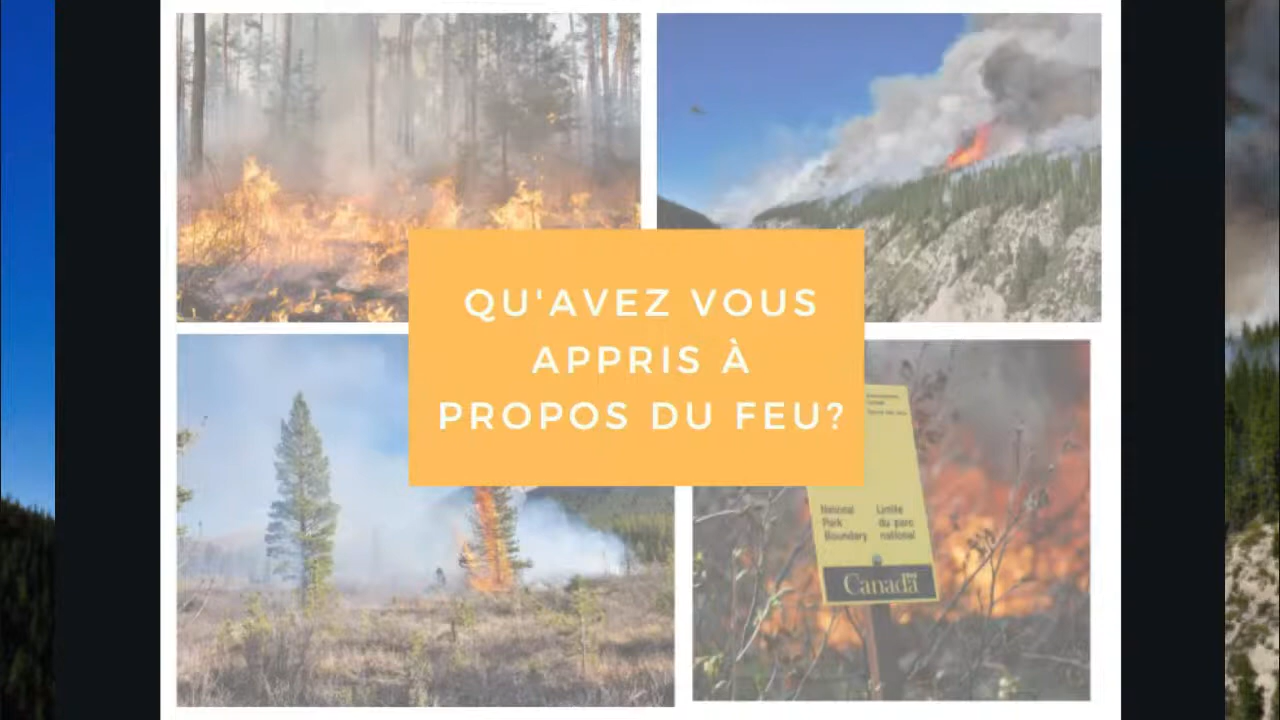 QU'AVEZ VOUS
APPRIS À
PROPOS DU FEU?
National
Park
Boundary
Limite
du parc
national
Canada